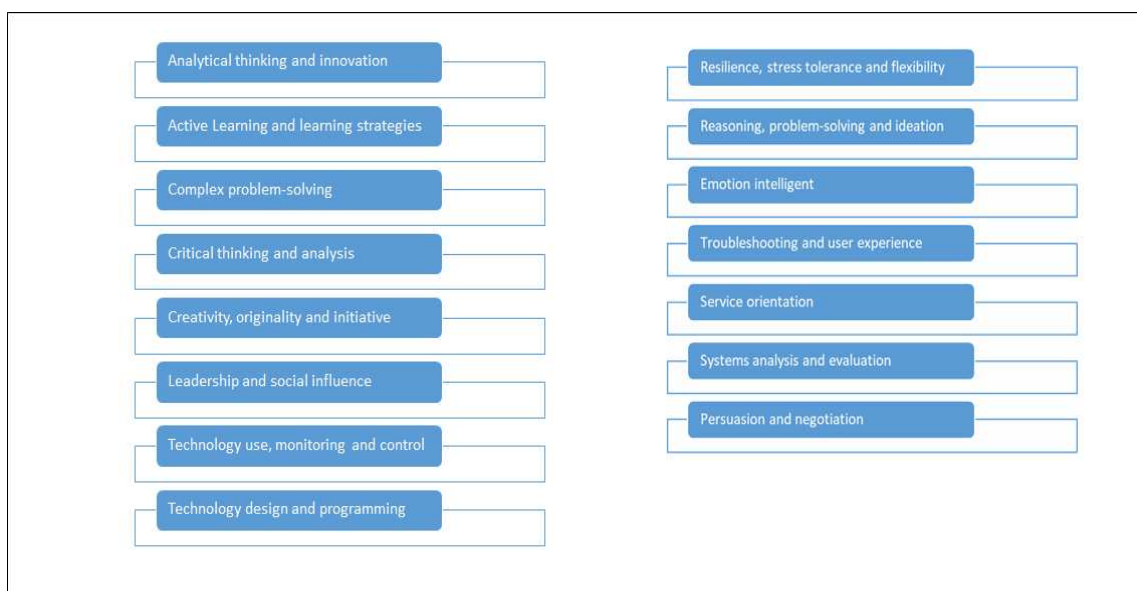 Analytical thinking and innovation
Active Learning and learning strategies
Complex problem-solving
Critical thinking and analysis
Creativity, originality and initiative
Leadership and social influence
Technology use, monitoring and control
Technology design and programming
Resilience, stress tolerance and flexibility
Reasoning, problem-solving and ideation
Emotion intelligent
Troubleshooting and user experience
Service orientation
Systems analysis and evaluation
Persuasion and negotiation